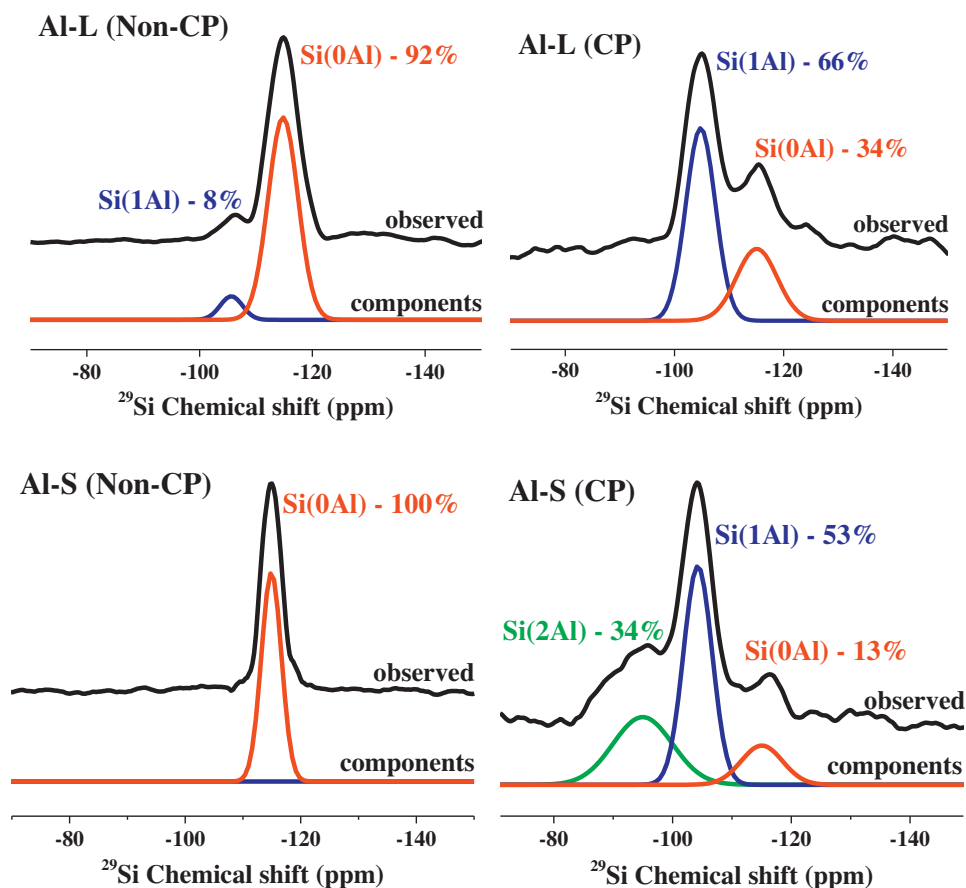 Al-L (Non-CP)
Si(0Al) - 92%
Si(1Al) - 8%
observed
components
-80
-100
-120
-140
²⁹Si Chemical shift (ppm)
Al-L (CP)
Si(1Al) - 66%
Si(0Al) - 34%
observed
components
-80
-100
-120
-140
²⁹Si Chemical shift (ppm)
Al-S (Non-CP)
Si(0Al) - 100%
observed
components
-80
-100
-120
-140
²⁹Si Chemical shift (ppm)
Al-S (CP)
Si(1Al) - 53%
Si(2Al) - 34%
Si(0Al) - 13%
observed
components
-80
-100
-120
-140
²⁹Si Chemical shift (ppm)